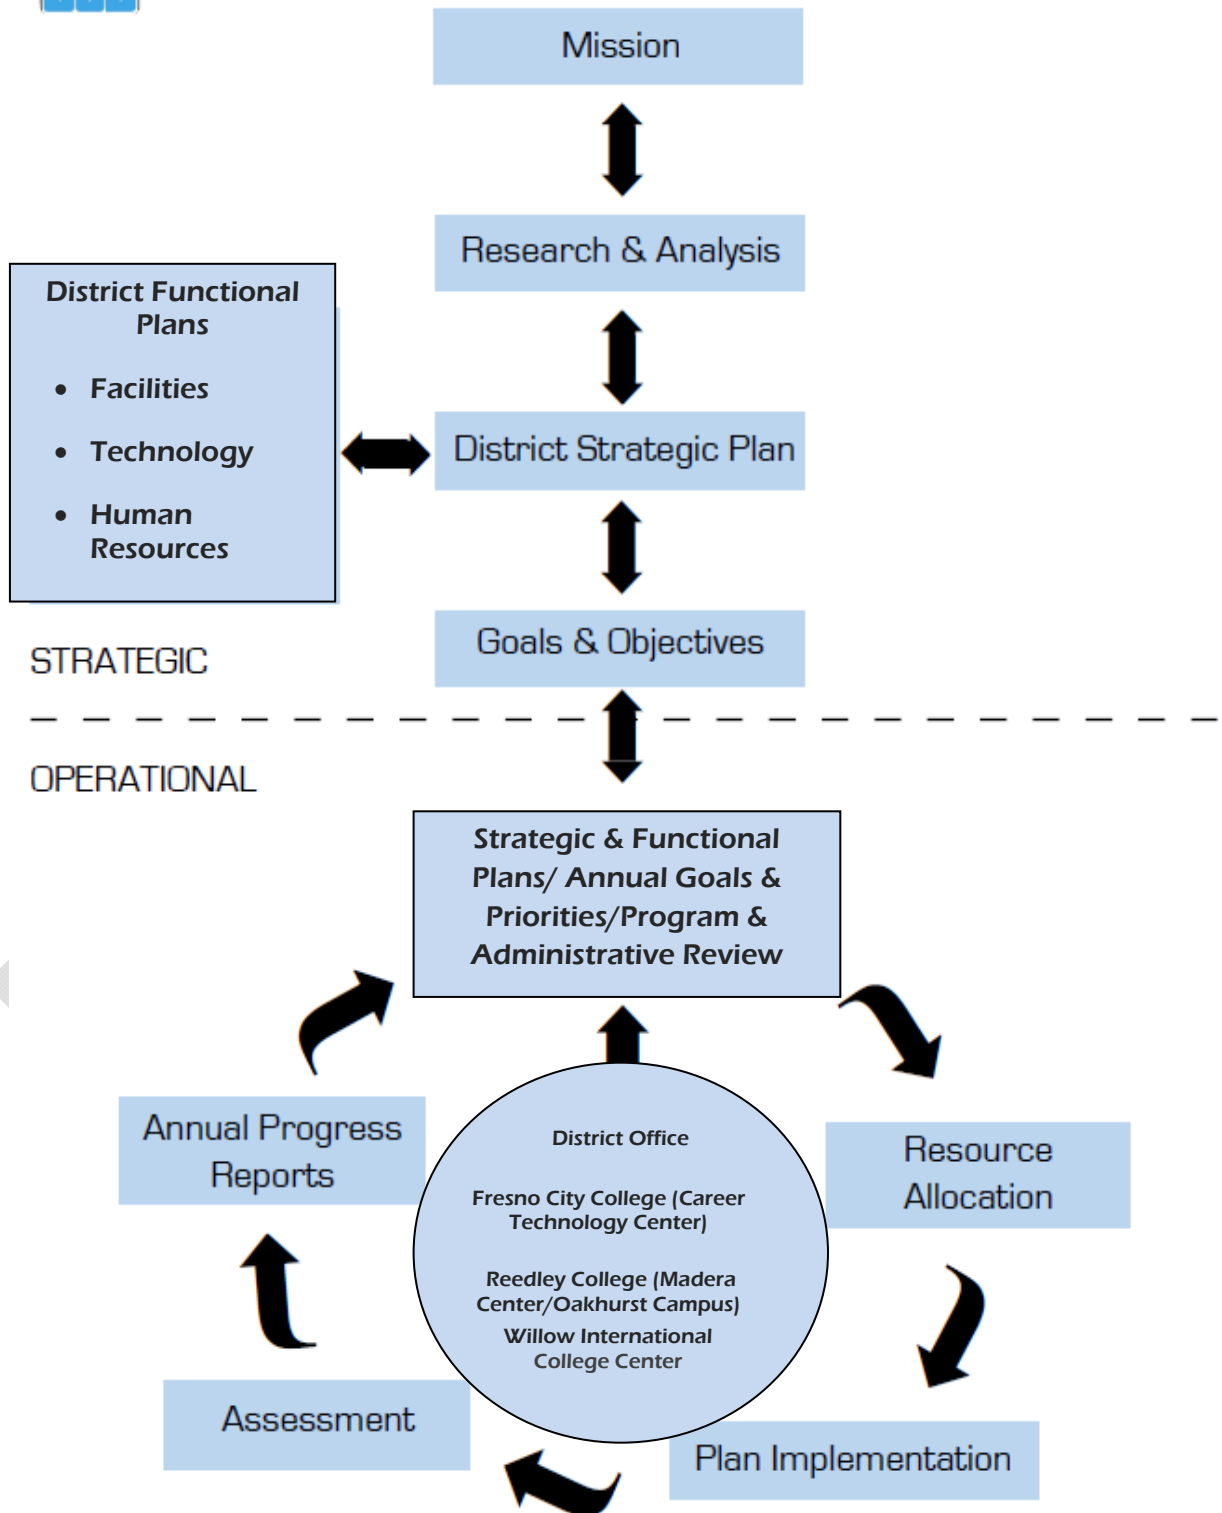 Mission
Research & Analysis
District Functional
Plans
• Facilities
• Technology
• Human
Resources
District Strategic Plan
Goals & Objectives
STRATEGIC
OPERATIONAL
Strategic & Functional
Plans/ Annual Goals &
Priorities/Program &
Administrative Review
Annual Progress
Reports
District Office
Fresno City College (Career
Technology Center)
Reedley College (Madera
Center/Oakhurst Campus)
Willow International
College Center
Resource
Allocation
Assessment
Plan Implementation